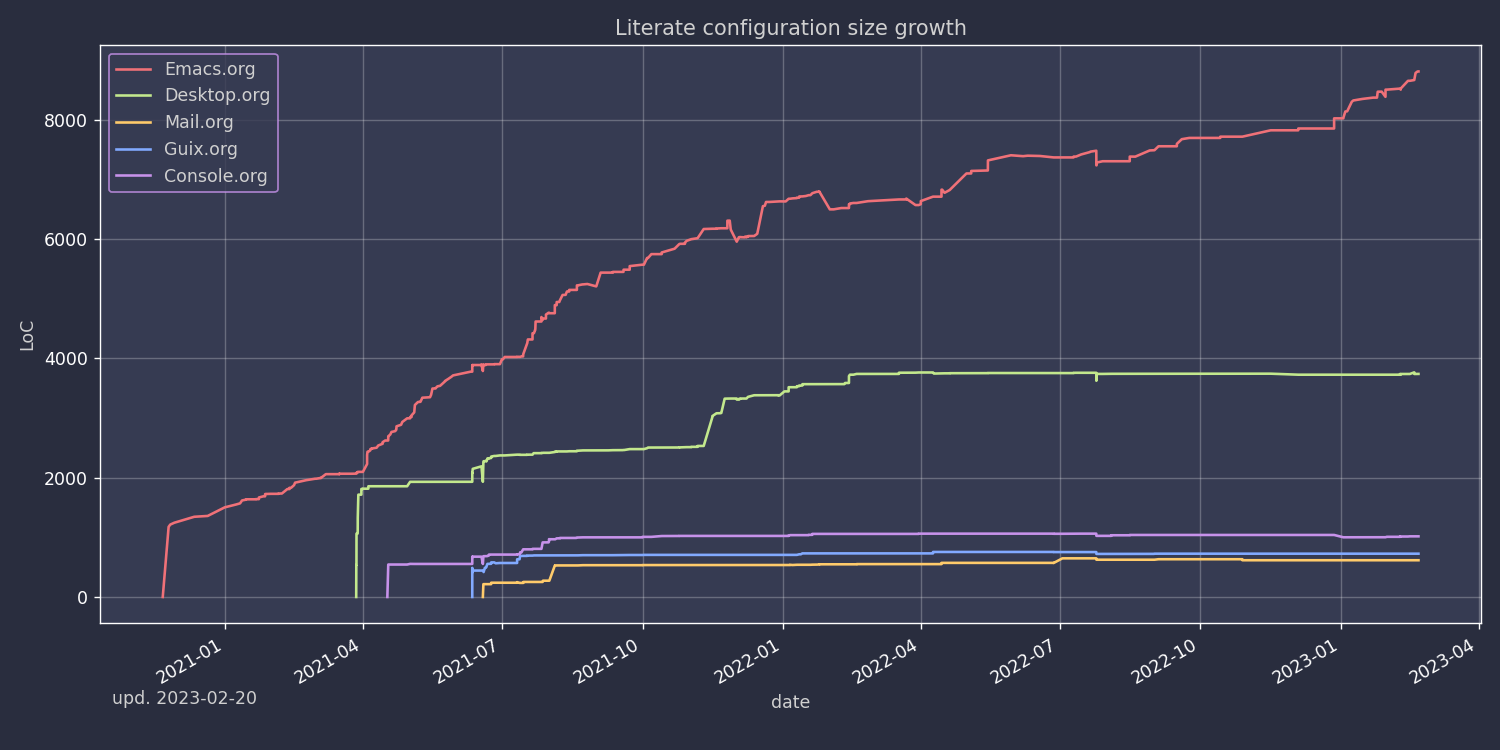 Literate configuration size growth
Emacs.org
Desktop.org
Mail.org
Guix.org
Console.org
8000
6000
4000
2000
0
LoC
2021-01
2021-04
2021-07
2021-10
2022-01
2022-04
2022-07
2022-10
2023-01
2023-04
upd. 2023-02-20
date